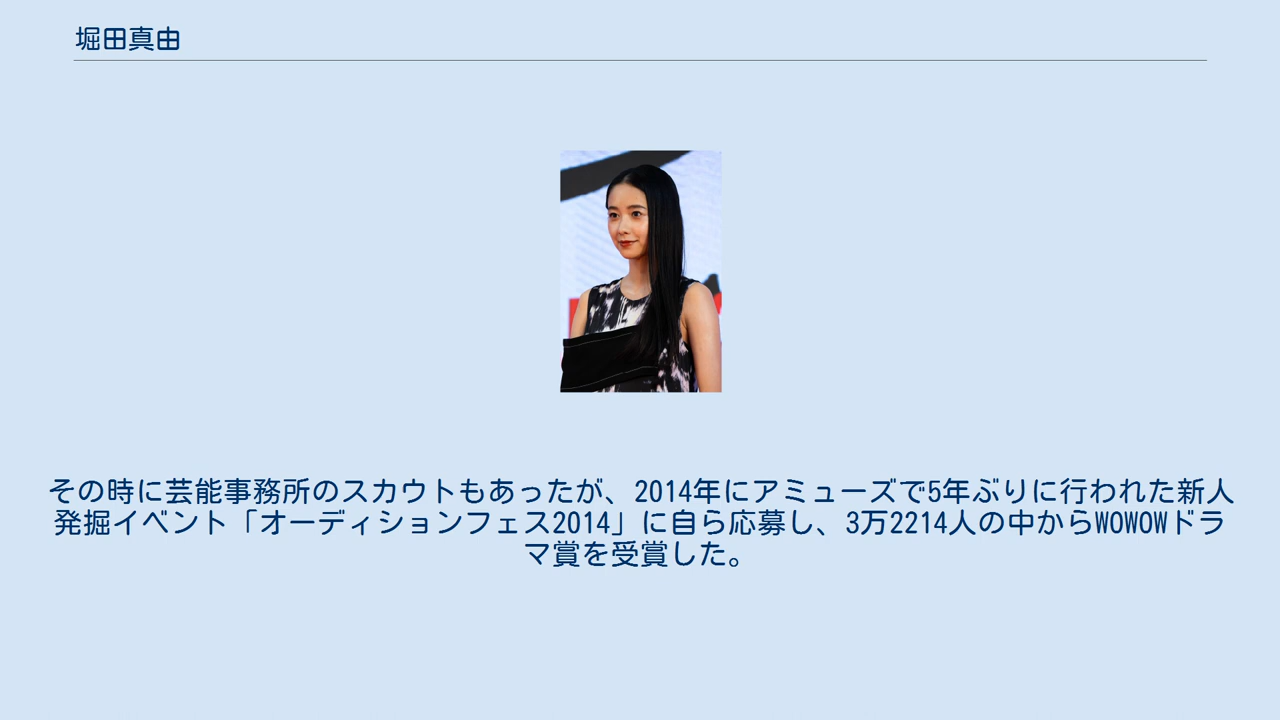 堀田真由
その時に芸能事務所のスカウトもあったが、2014年にアミューズで5年ぶりに行われた新人
発掘イベント「オーディションフェス2014」に自ら応募し、3万2214人の中からWOWOWドラ
マ賞を受賞した。